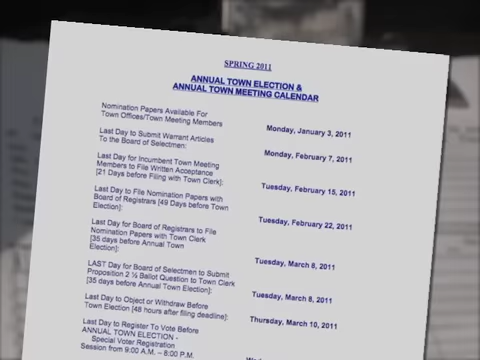 SPRING 2011
ANNUAL TOWN ELECTION &
ANNUAL TOWN MEETING CALENDAR
Nomination Papers Available For
Town Offices/Town Meeting Members
Monday, January 3, 2011
Last Day to Submit Warrant Articles
To the Board of Selectmen:
Monday, February 7, 2011
Last Day for Incumbent Town Meeting
Members to File Written Acceptance
[21 Days before Filing with Town Clerk]:
Tuesday, February 15, 2011
Last Day to File Nomination Papers with
Board of Registrars [49 Days before Town
Election]:
Tuesday, February 22, 2011
Last Day for Board of Registrars to File
Nomination Papers with Town Clerk
[35 days before Annual Town
Election]:
Tuesday, March 8, 2011
LAST Day for Board of Selectmen to Submit
Proposition 2 ½ Ballot Question to Town Clerk
[35 days before Annual Town Election]:
Tuesday, March 8, 2011
Last Day to Object or Withdraw Before
Town Election [48 hours after filing deadline]:
Thursday, March 10, 2011
Last Day to Register To Vote Before
ANNUAL TOWN ELECTION -
Special Voter Registration
Session from 9:00 A.M. – 8:00 P.M.